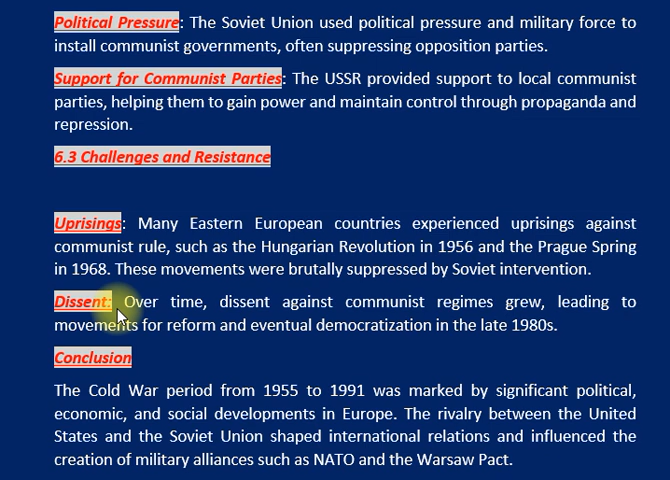 Political Pressure: The Soviet Union used political pressure and military force to
install communist governments, often suppressing opposition parties.
Support for Communist Parties: The USSR provided support to local communist
parties, helping them to gain power and maintain control through propaganda and
repression.
6.3 Challenges and Resistance
Uprisings: Many Eastern European countries experienced uprisings against
communist rule, such as the Hungarian Revolution in 1956 and the Prague Spring
in 1968. These movements were brutally suppressed by Soviet intervention.
Dissent: Over time, dissent against communist regimes grew, leading to
movements for reform and eventual democratization in the late 1980s.
Conclusion
The Cold War period from 1955 to 1991 was marked by significant political,
economic, and social developments in Europe. The rivalry between the United
States and the Soviet Union shaped international relations and influenced the
creation of military alliances such as NATO and the Warsaw Pact.